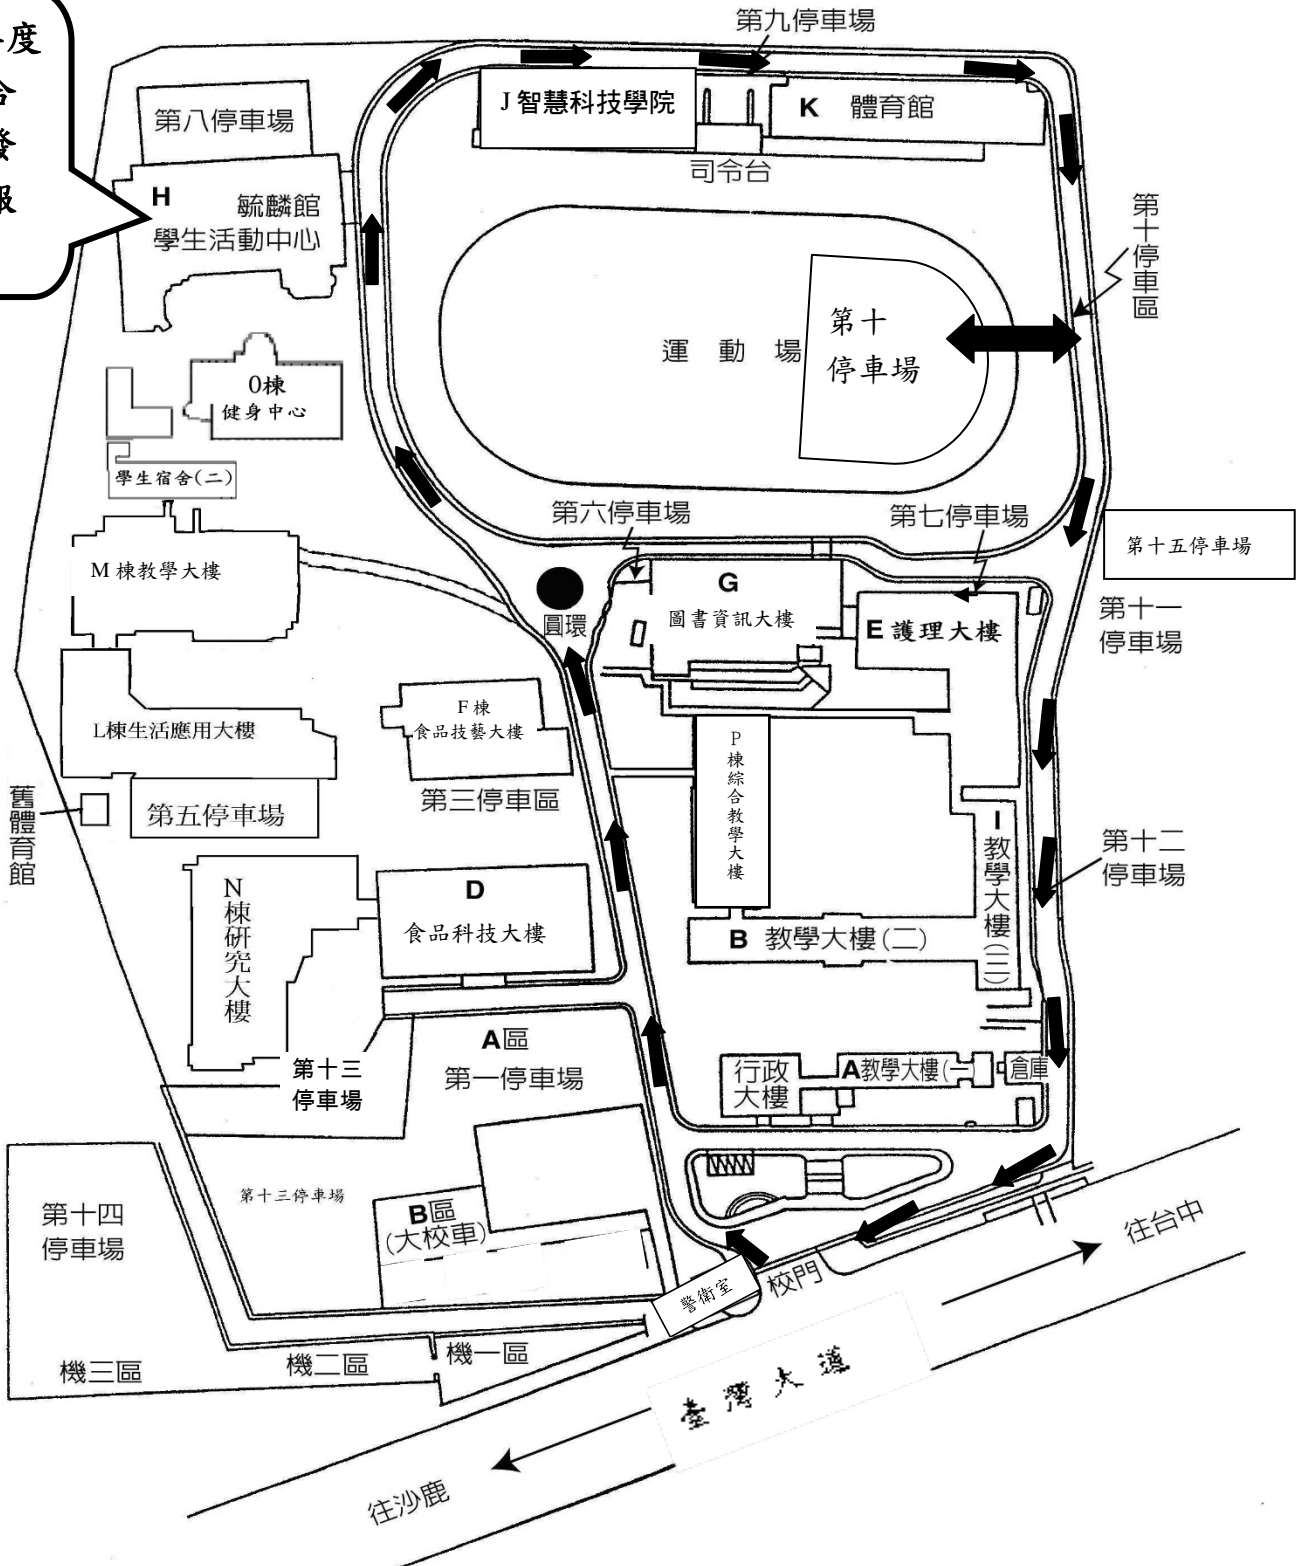 度
合
發
報
第九停車場
J 智慧科技學院
K 體育館
司令台
第八停車場
H 毓麟館
學生活動中心
第十停車區
運動場
第十
停車場
O棟
健身中心
學生宿舍(二)
第六停車場
第七停車場
第十五停車場
M 棟教學大樓
圓環
G
圖書資訊大樓
E 護理大樓
第十一
停車場
L棟生活應用大樓
F 棟
食品技藝大樓
P棟綜合教學大樓
第三停車區
舊體育館
第五停車場
I 教學大樓(三)
第十二
停車場
N棟研究大樓
D
食品科技大樓
B 教學大樓(二)
A區
第一停車場
第十三
停車場
行政
大樓
A教學大樓(一)
倉庫
第十三停車場
B區
(大校車)
第十四
停車場
警衛室
校門
往台中
機三區
機二區
機一區
臺灣大道
往沙鹿